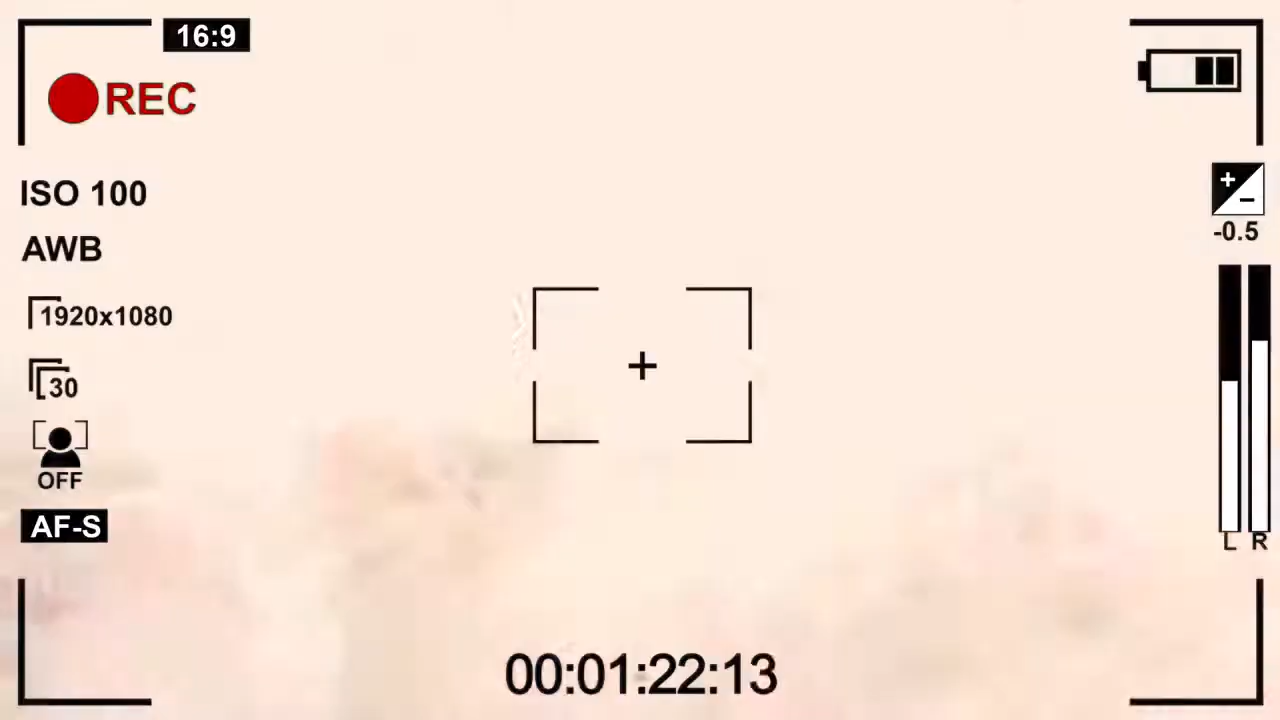 16:9
REC
ISO 100
AWB
-0.5
1920x1080
30
OFF
AF-S
L R
00:01:22:13